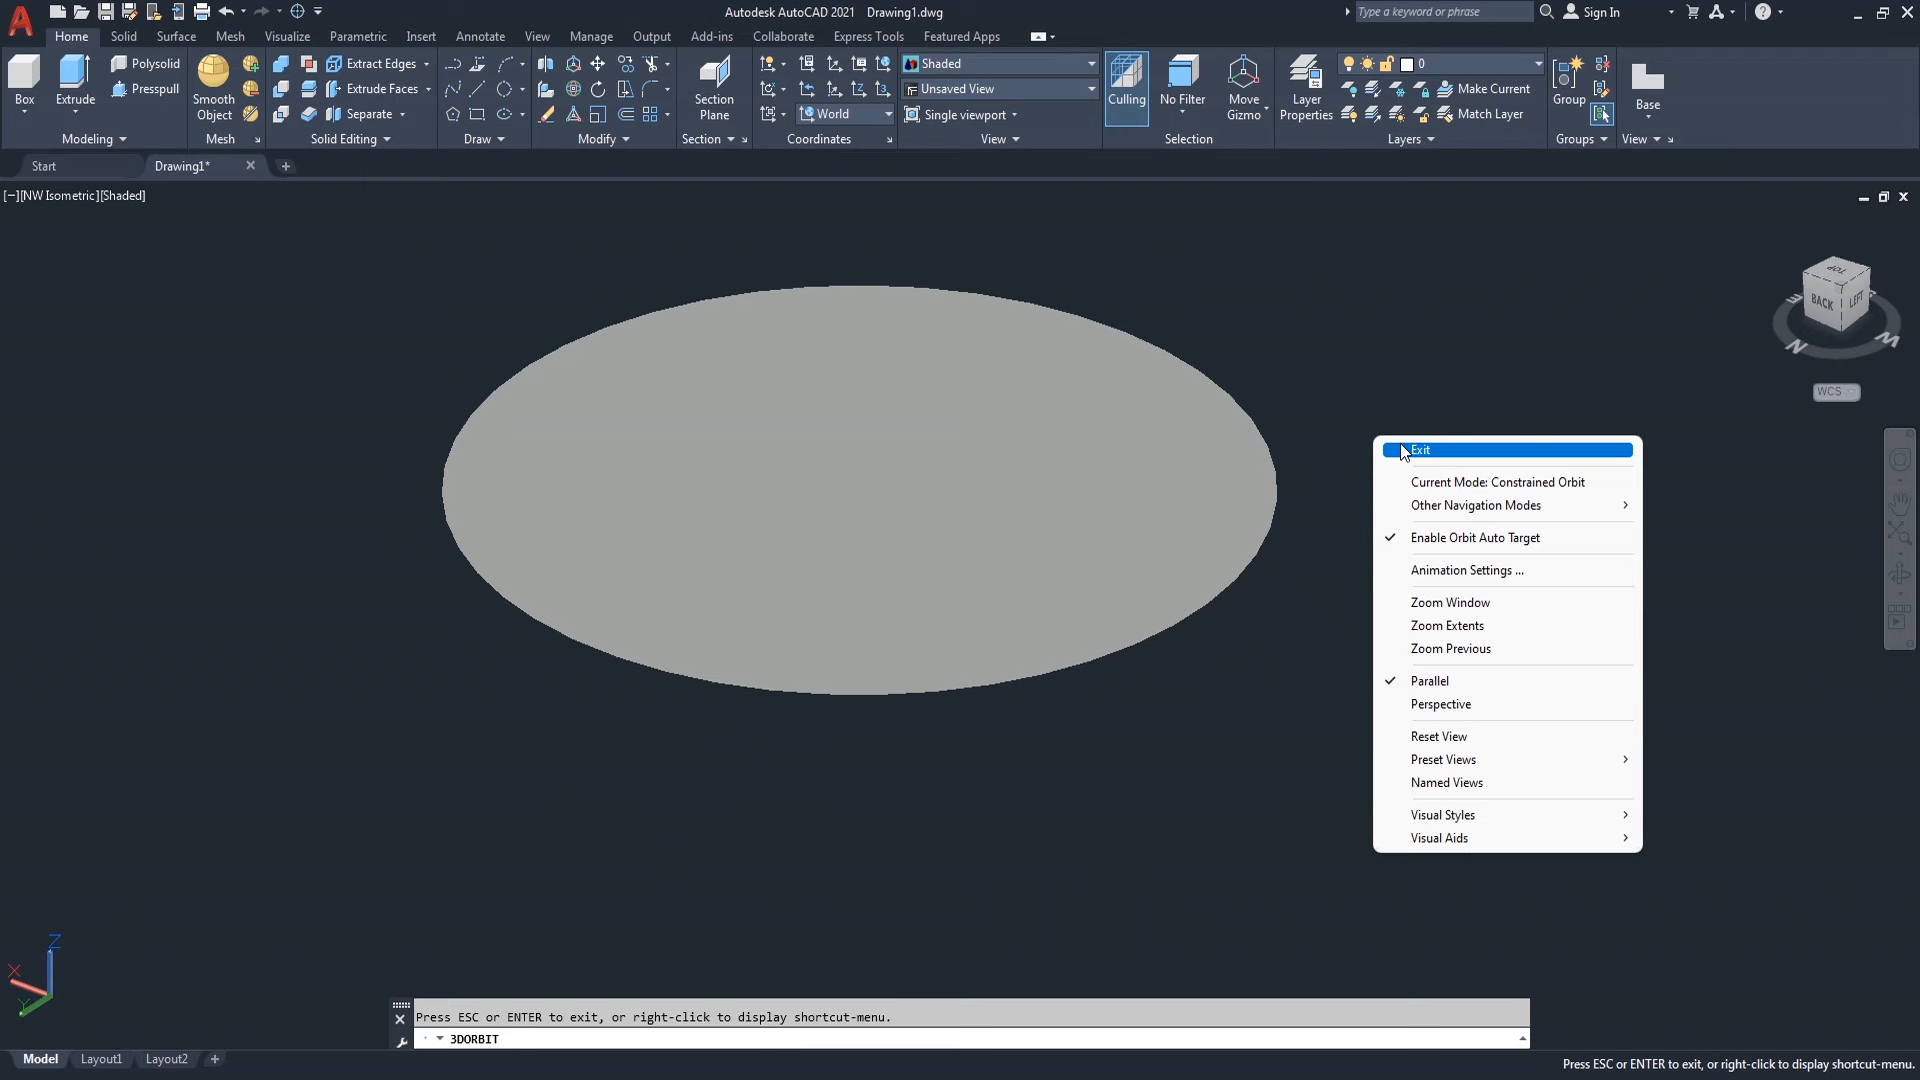 Autodesk AutoCAD 2021 Drawing1.dwg
Type a keyword or phrase
Sign In
Home Solid Surface Mesh Visualize Parametric Insert Annotate View Manage Output Add-ins Collaborate Express Tools Featured Apps
Box
Extrude
Polysolid
Presspull
Modeling
Smooth
Object
Mesh
Extract Edges
Extrude Faces
Separate
Solid Editing
Draw
Modify
Section
Plane
Section
World
Coordinates
Shaded
Unsaved View
Single viewport
View
Culling
No Filter
Move
Gizmo
Selection
Layer
Properties
0
Make Current
Match Layer
Layers
Group
Groups
Base
View
Start
Drawing1*
[−][NW Isometric][Shaded]
TOP
BACK
LEFT
N
WCS
Exit
Current Mode: Constrained Orbit
Other Navigation Modes
Enable Orbit Auto Target
Animation Settings ...
Zoom Window
Zoom Extents
Zoom Previous
Parallel
Perspective
Reset View
Preset Views
Named Views
Visual Styles
Visual Aids
Z
X
Y
Press ESC or ENTER to exit, or right-click to display shortcut-menu.
3DORBIT
Model Layout1 Layout2
Press ESC or ENTER to exit, or right-click to display shortcut-menu.